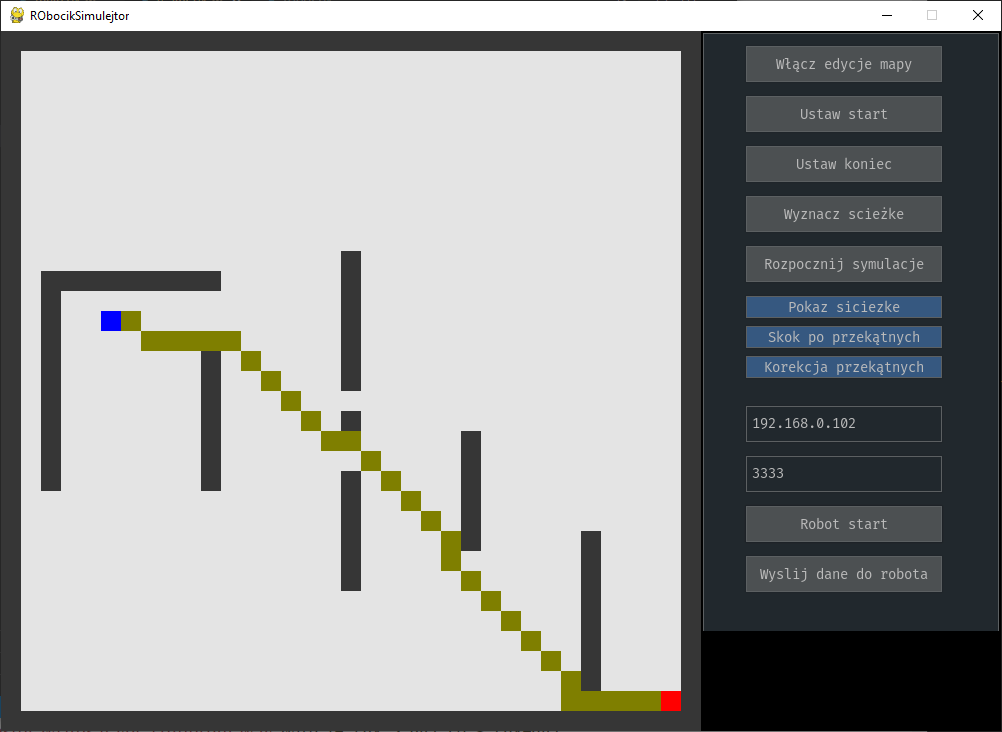 RObocikSimulejtor
Włącz edycje mapy
Ustaw start
Ustaw koniec
Wyznacz scieżke
Rozpocznij symulacje
Pokaz siciezke
Skok po przekątnych
Korekcja przekątnych
192.168.0.102
3333
Robot start
Wyslij dane do robota